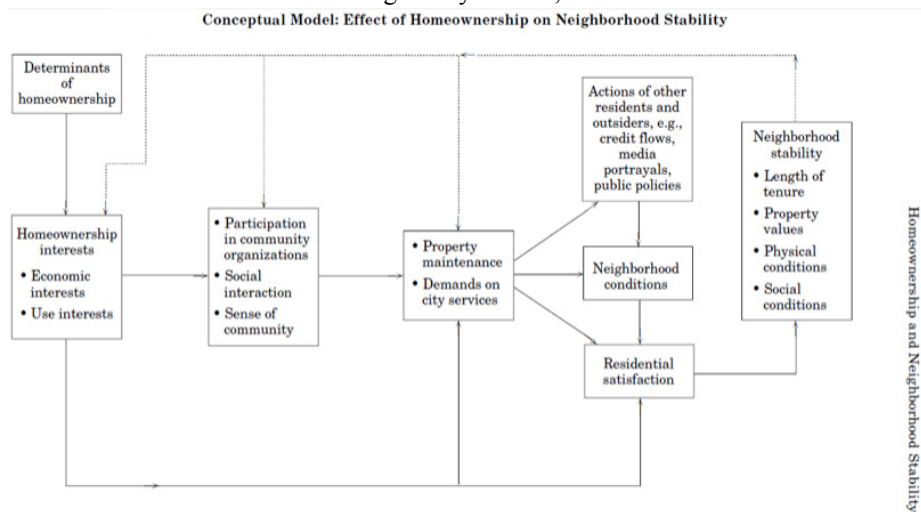 Conceptual Model: Effect of Homeownership on Neighborhood Stability
Determinants
of
homeownership
Homeownership
interests
• Economic
interests
• Use interests
• Participation
in community
organizations
• Social
interaction
• Sense of
community
• Property
maintenance
• Demands on
city services
Actions of other
residents and
outsiders, e.g.,
credit flows,
media
portrayals,
public policies
Neighborhood
conditions
Residential
satisfaction
Neighborhood
stability
• Length of
tenure
• Property
values
• Physical
conditions
• Social
conditions
Homeownership and Neighborhood Stability